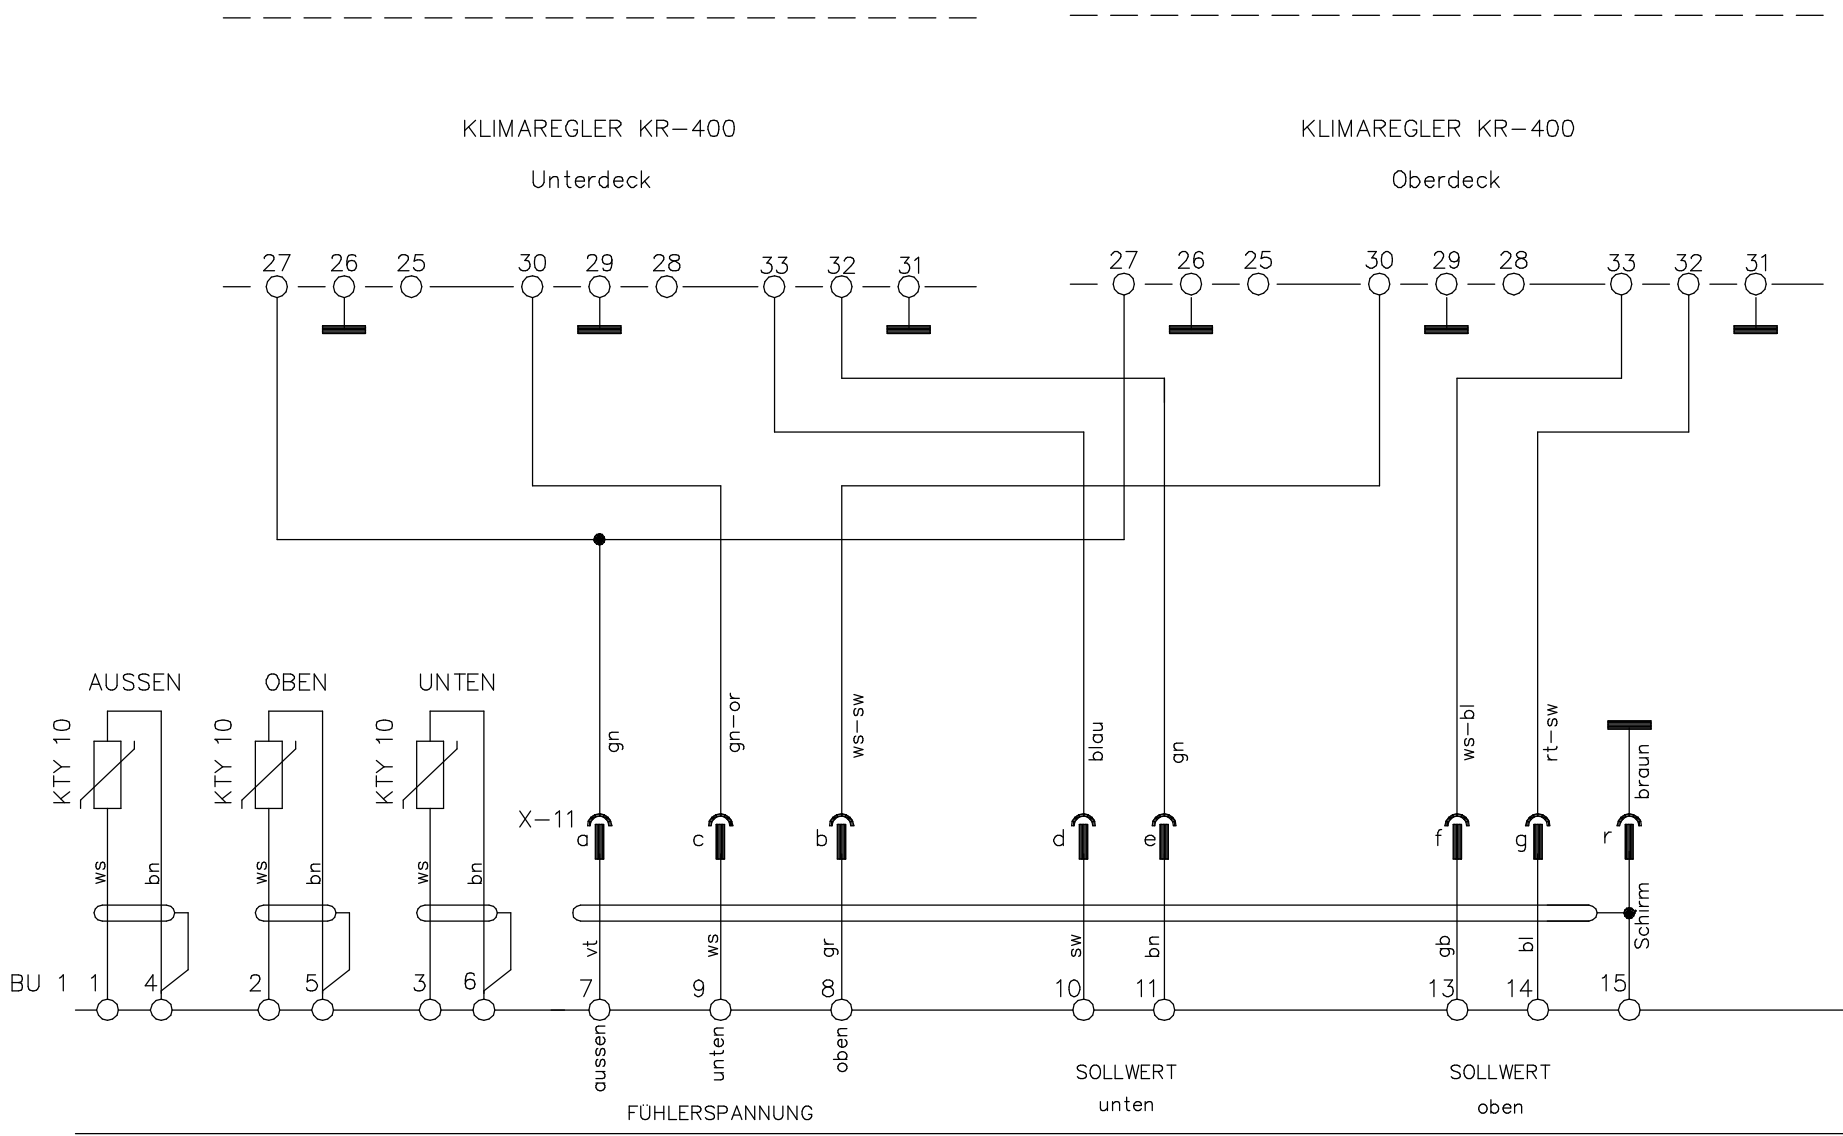 KLIMAREGLER KR-400
Unterdeck
KLIMAREGLER KR-400
Oberdeck
27 26 25 30 29 28 33 32 31
27 26 25 30 29 28 33 32 31
AUSSEN
OBEN
UNTEN
KTY 10
KTY 10
KTY 10
gn
gn-or
ws-sw
blau
gn
ws-bl
rt-sw
braun
X-11
a c b d e f g r
ws
bn
ws
bn
ws
bn
vt
ws
gr
sw
bn
gb
bl
Schirm
BU 1
1 4 2 5 3 6 7 9 8 10 11 13 14 15
aussen
unten
oben
FÜHLERSPANNUNG
SOLLWERT
unten
SOLLWERT
oben